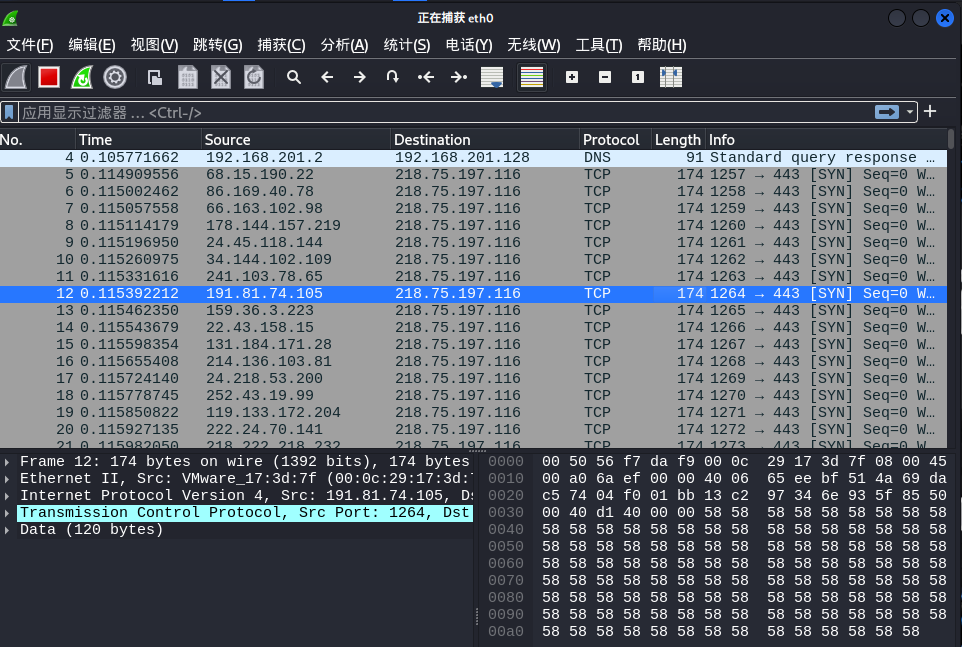 正在捕获 eth0
文件(F) 编辑(E) 视图(V) 跳转(G) 捕获(C) 分析(A) 统计(S) 电话(Y) 无线(W) 工具(T) 帮助(H)
应用显示过滤器 … <Ctrl-/>
No. Time Source Destination Protocol Length Info
4 0.105771662 192.168.201.2 192.168.201.128 DNS 91 Standard query response …
5 0.114909556 68.15.190.22 218.75.197.116 TCP 174 1257 → 443 [SYN] Seq=0 W…
6 0.115002462 86.169.40.78 218.75.197.116 TCP 174 1258 → 443 [SYN] Seq=0 W…
7 0.115057558 66.163.102.98 218.75.197.116 TCP 174 1259 → 443 [SYN] Seq=0 W…
8 0.115114179 178.144.157.219 218.75.197.116 TCP 174 1260 → 443 [SYN] Seq=0 W…
9 0.115196950 24.45.118.144 218.75.197.116 TCP 174 1261 → 443 [SYN] Seq=0 W…
10 0.115260975 34.144.102.109 218.75.197.116 TCP 174 1262 → 443 [SYN] Seq=0 W…
11 0.115331616 241.103.78.65 218.75.197.116 TCP 174 1263 → 443 [SYN] Seq=0 W…
12 0.115392212 191.81.74.105 218.75.197.116 TCP 174 1264 → 443 [SYN] Seq=0 W…
13 0.115462350 159.36.3.223 218.75.197.116 TCP 174 1265 → 443 [SYN] Seq=0 W…
14 0.115543679 22.43.158.15 218.75.197.116 TCP 174 1266 → 443 [SYN] Seq=0 W…
15 0.115598354 131.184.171.28 218.75.197.116 TCP 174 1267 → 443 [SYN] Seq=0 W…
16 0.115655408 214.136.103.81 218.75.197.116 TCP 174 1268 → 443 [SYN] Seq=0 W…
17 0.115724140 24.218.53.200 218.75.197.116 TCP 174 1269 → 443 [SYN] Seq=0 W…
18 0.115778745 252.43.19.99 218.75.197.116 TCP 174 1270 → 443 [SYN] Seq=0 W…
19 0.115850822 119.133.172.204 218.75.197.116 TCP 174 1271 → 443 [SYN] Seq=0 W…
20 0.115927135 222.24.70.141 218.75.197.116 TCP 174 1272 → 443 [SYN] Seq=0 W…
21 0.115982050 218.222.218.232 218.75.197.116 TCP 174 1273 → 443 [SYN] Seq=0 W…
Frame 12: 174 bytes on wire (1392 bits), 174 bytes
Ethernet II, Src: VMware_17:3d:7f (00:0c:29:17:3d:
Internet Protocol Version 4, Src: 191.81.74.105, Ds
Transmission Control Protocol, Src Port: 1264, Dst
Data (120 bytes)
0000 00 50 56 f7 da f9 00 0c 29 17 3d 7f 08 00 45
0010 00 a0 6a ef 00 00 40 06 65 ee bf 51 4a 69 da
0020 c5 74 04 f0 01 bb 13 c2 97 34 6e 93 5f 85 50
0030 00 40 d1 40 00 00 58 58 58 58 58 58 58 58 58
0040 58 58 58 58 58 58 58 58 58 58 58 58 58 58 58
0050 58 58 58 58 58 58 58 58 58 58 58 58 58 58 58
0060 58 58 58 58 58 58 58 58 58 58 58 58 58 58 58
0070 58 58 58 58 58 58 58 58 58 58 58 58 58 58 58
0080 58 58 58 58 58 58 58 58 58 58 58 58 58 58 58
0090 58 58 58 58 58 58 58 58 58 58 58 58 58 58 58
00a0 58 58 58 58 58 58 58 58 58 58 58 58 58 58